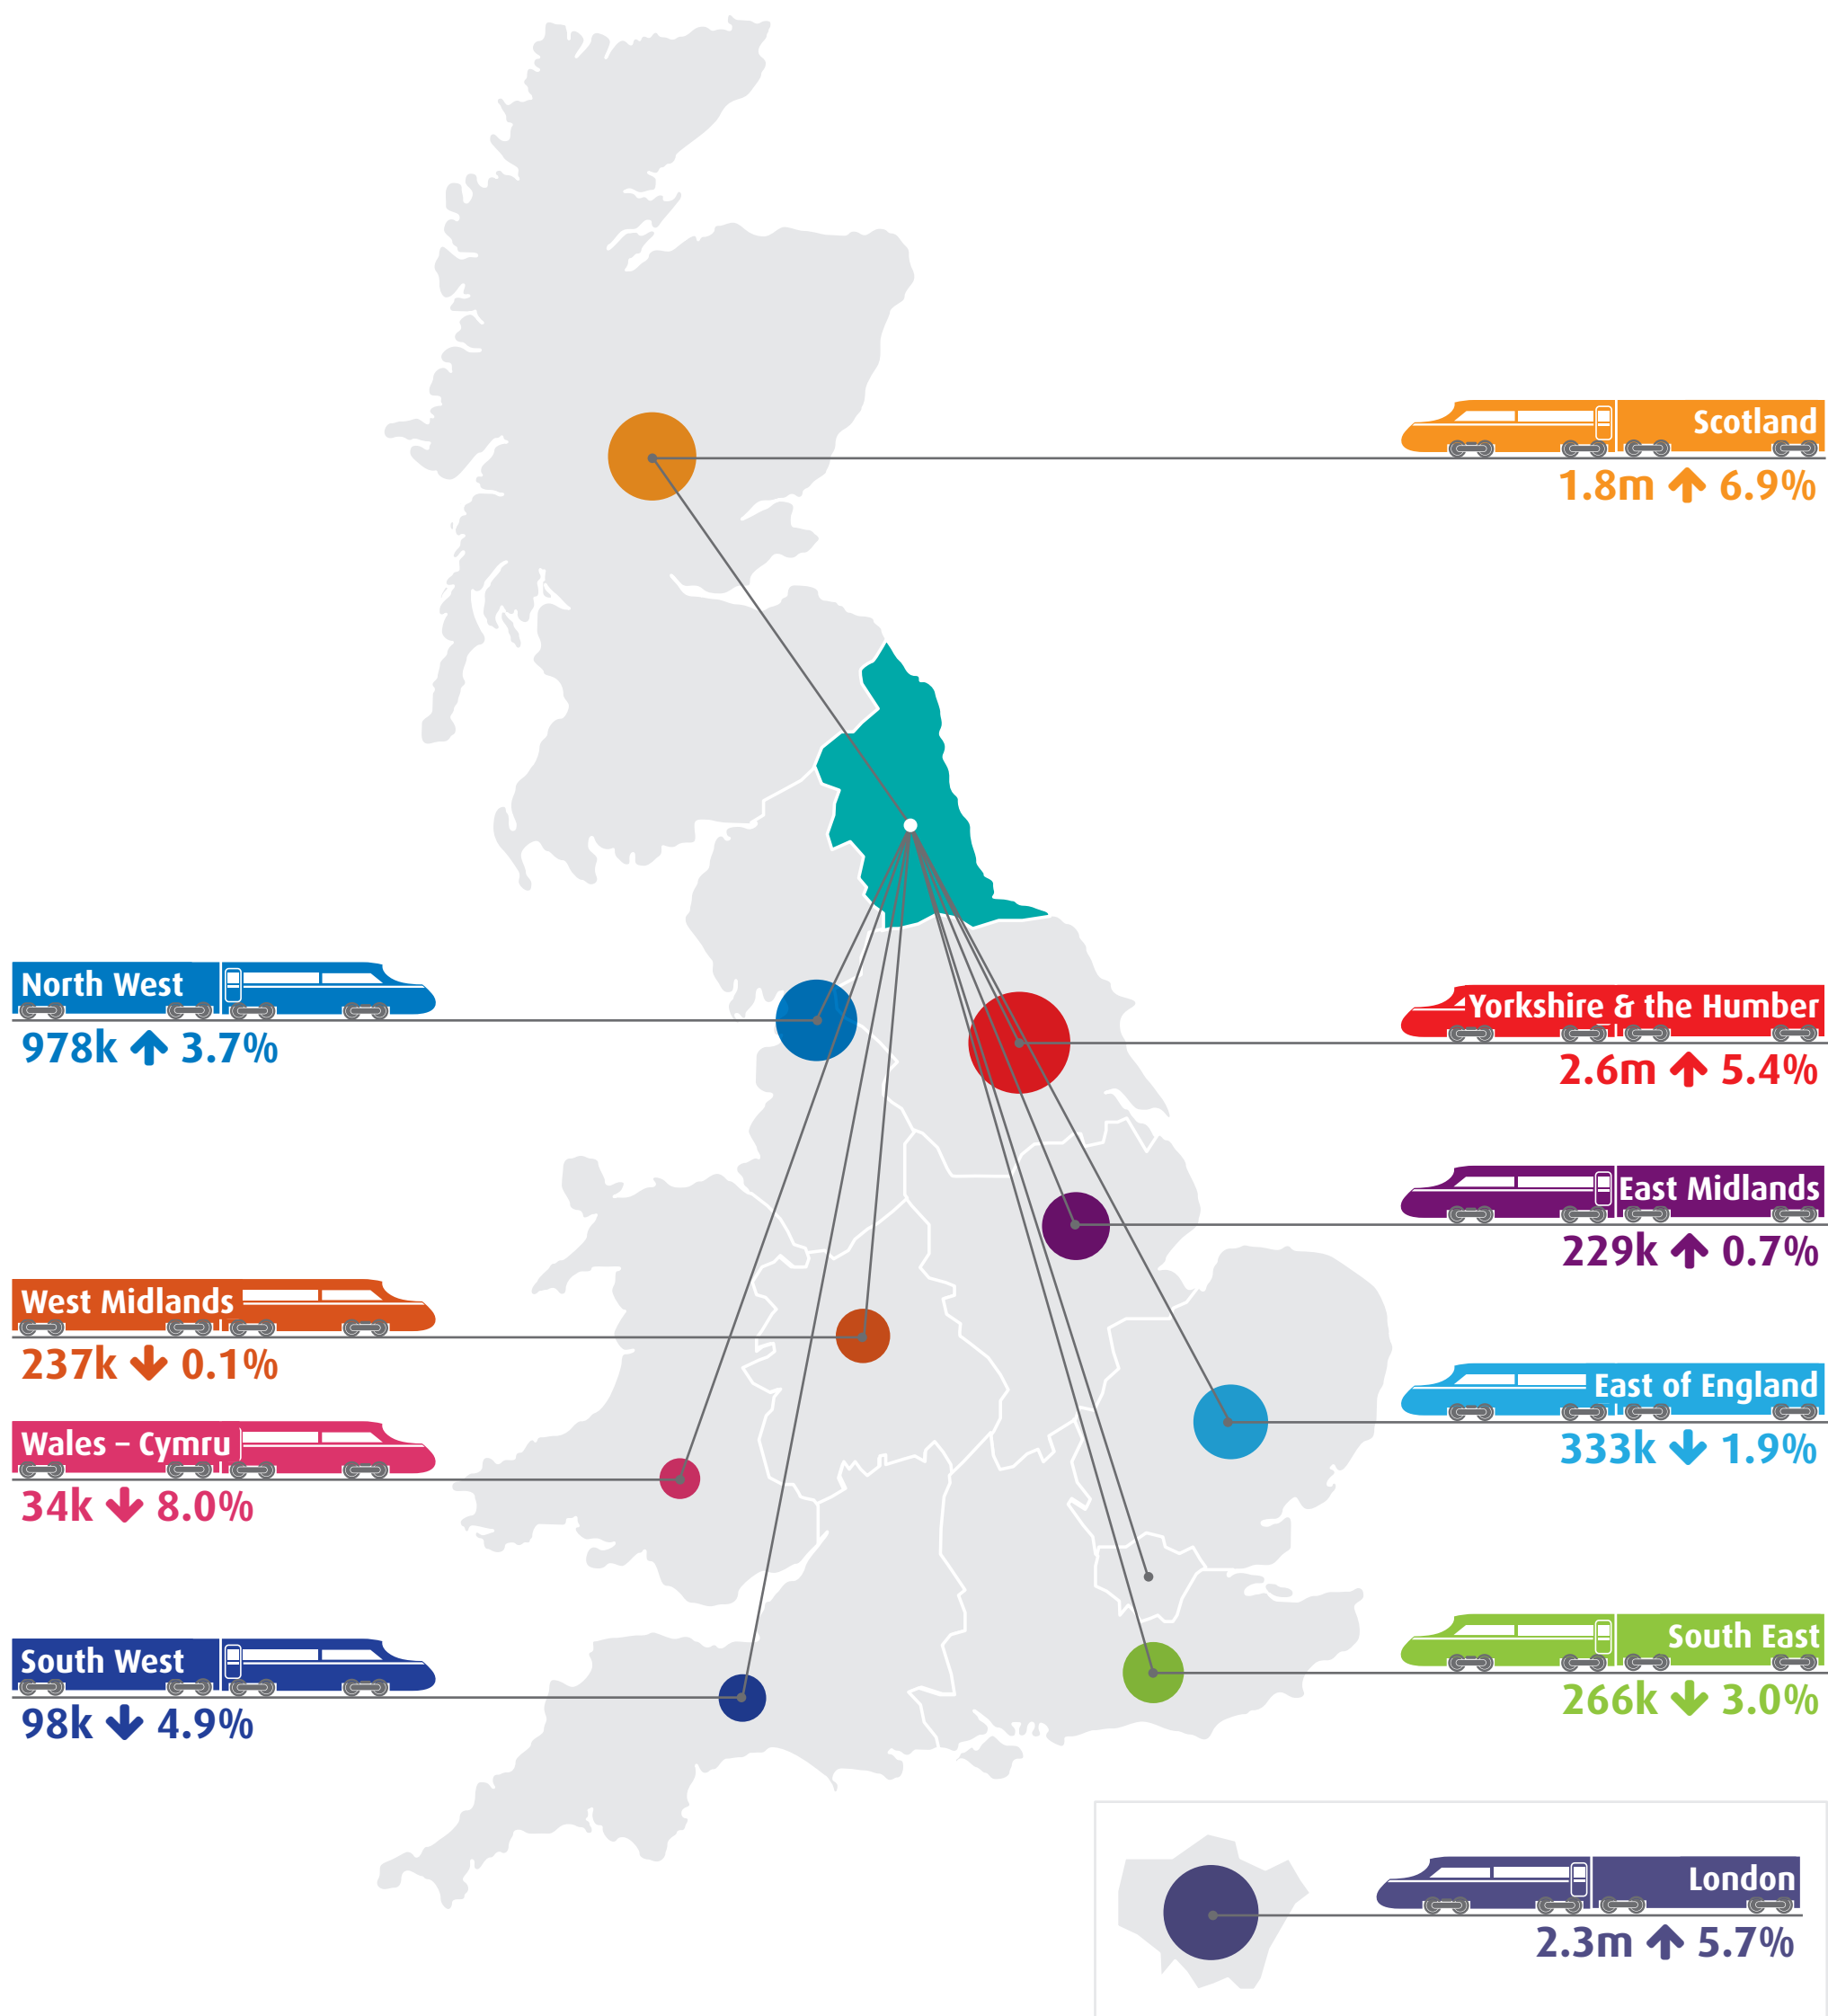 Scotland
1.8m ↑ 6.9%
North West
978k ↑ 3.7%
Yorkshire & the Humber
2.6m ↑ 5.4%
East Midlands
229k ↑ 0.7%
West Midlands
237k ↓ 0.1%
East of England
333k ↓ 1.9%
Wales – Cymru
34k ↓ 8.0%
South East
266k ↓ 3.0%
South West
98k ↓ 4.9%
London
2.3m ↑ 5.7%